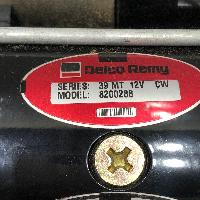 Delco Remy
SERIES: 39 MT 12V CW
MODEL: 8200288